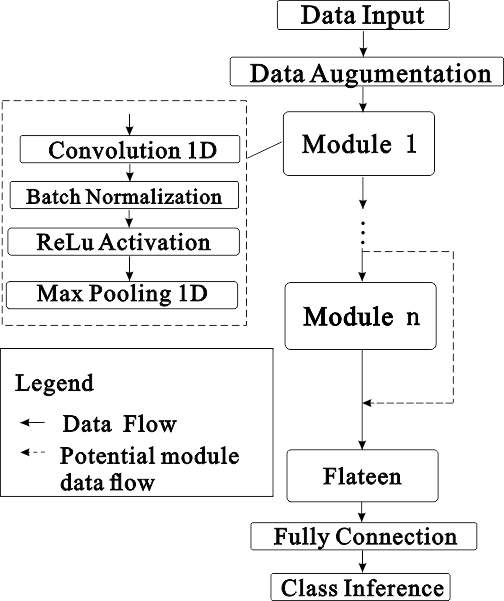 Data Input
Data Augumentation
Module 1
Convolution 1D
Batch Normalization
ReLu Activation
Max Pooling 1D
Module n
Legend
Data Flow
Potential module
data flow
Flateen
Fully Connection
Class Inference